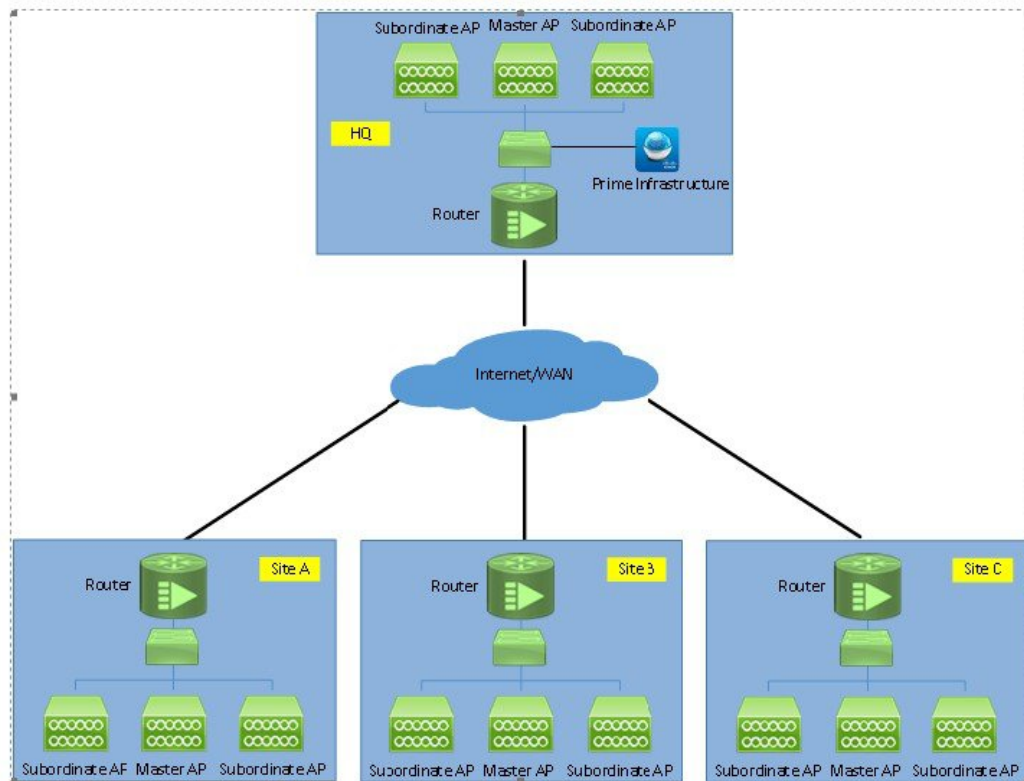 Subordinate AP Master AP Subordinate AP
HQ
Prime Infrastructure
Router
Internet/WAN
Site A
Router
Site B
Router
Site C
Router
Subordinate AP Master AP Subordinate AP
Subordinate AP Master AP Subordinate AP
Subordinate AP Master AP Subordinate AP